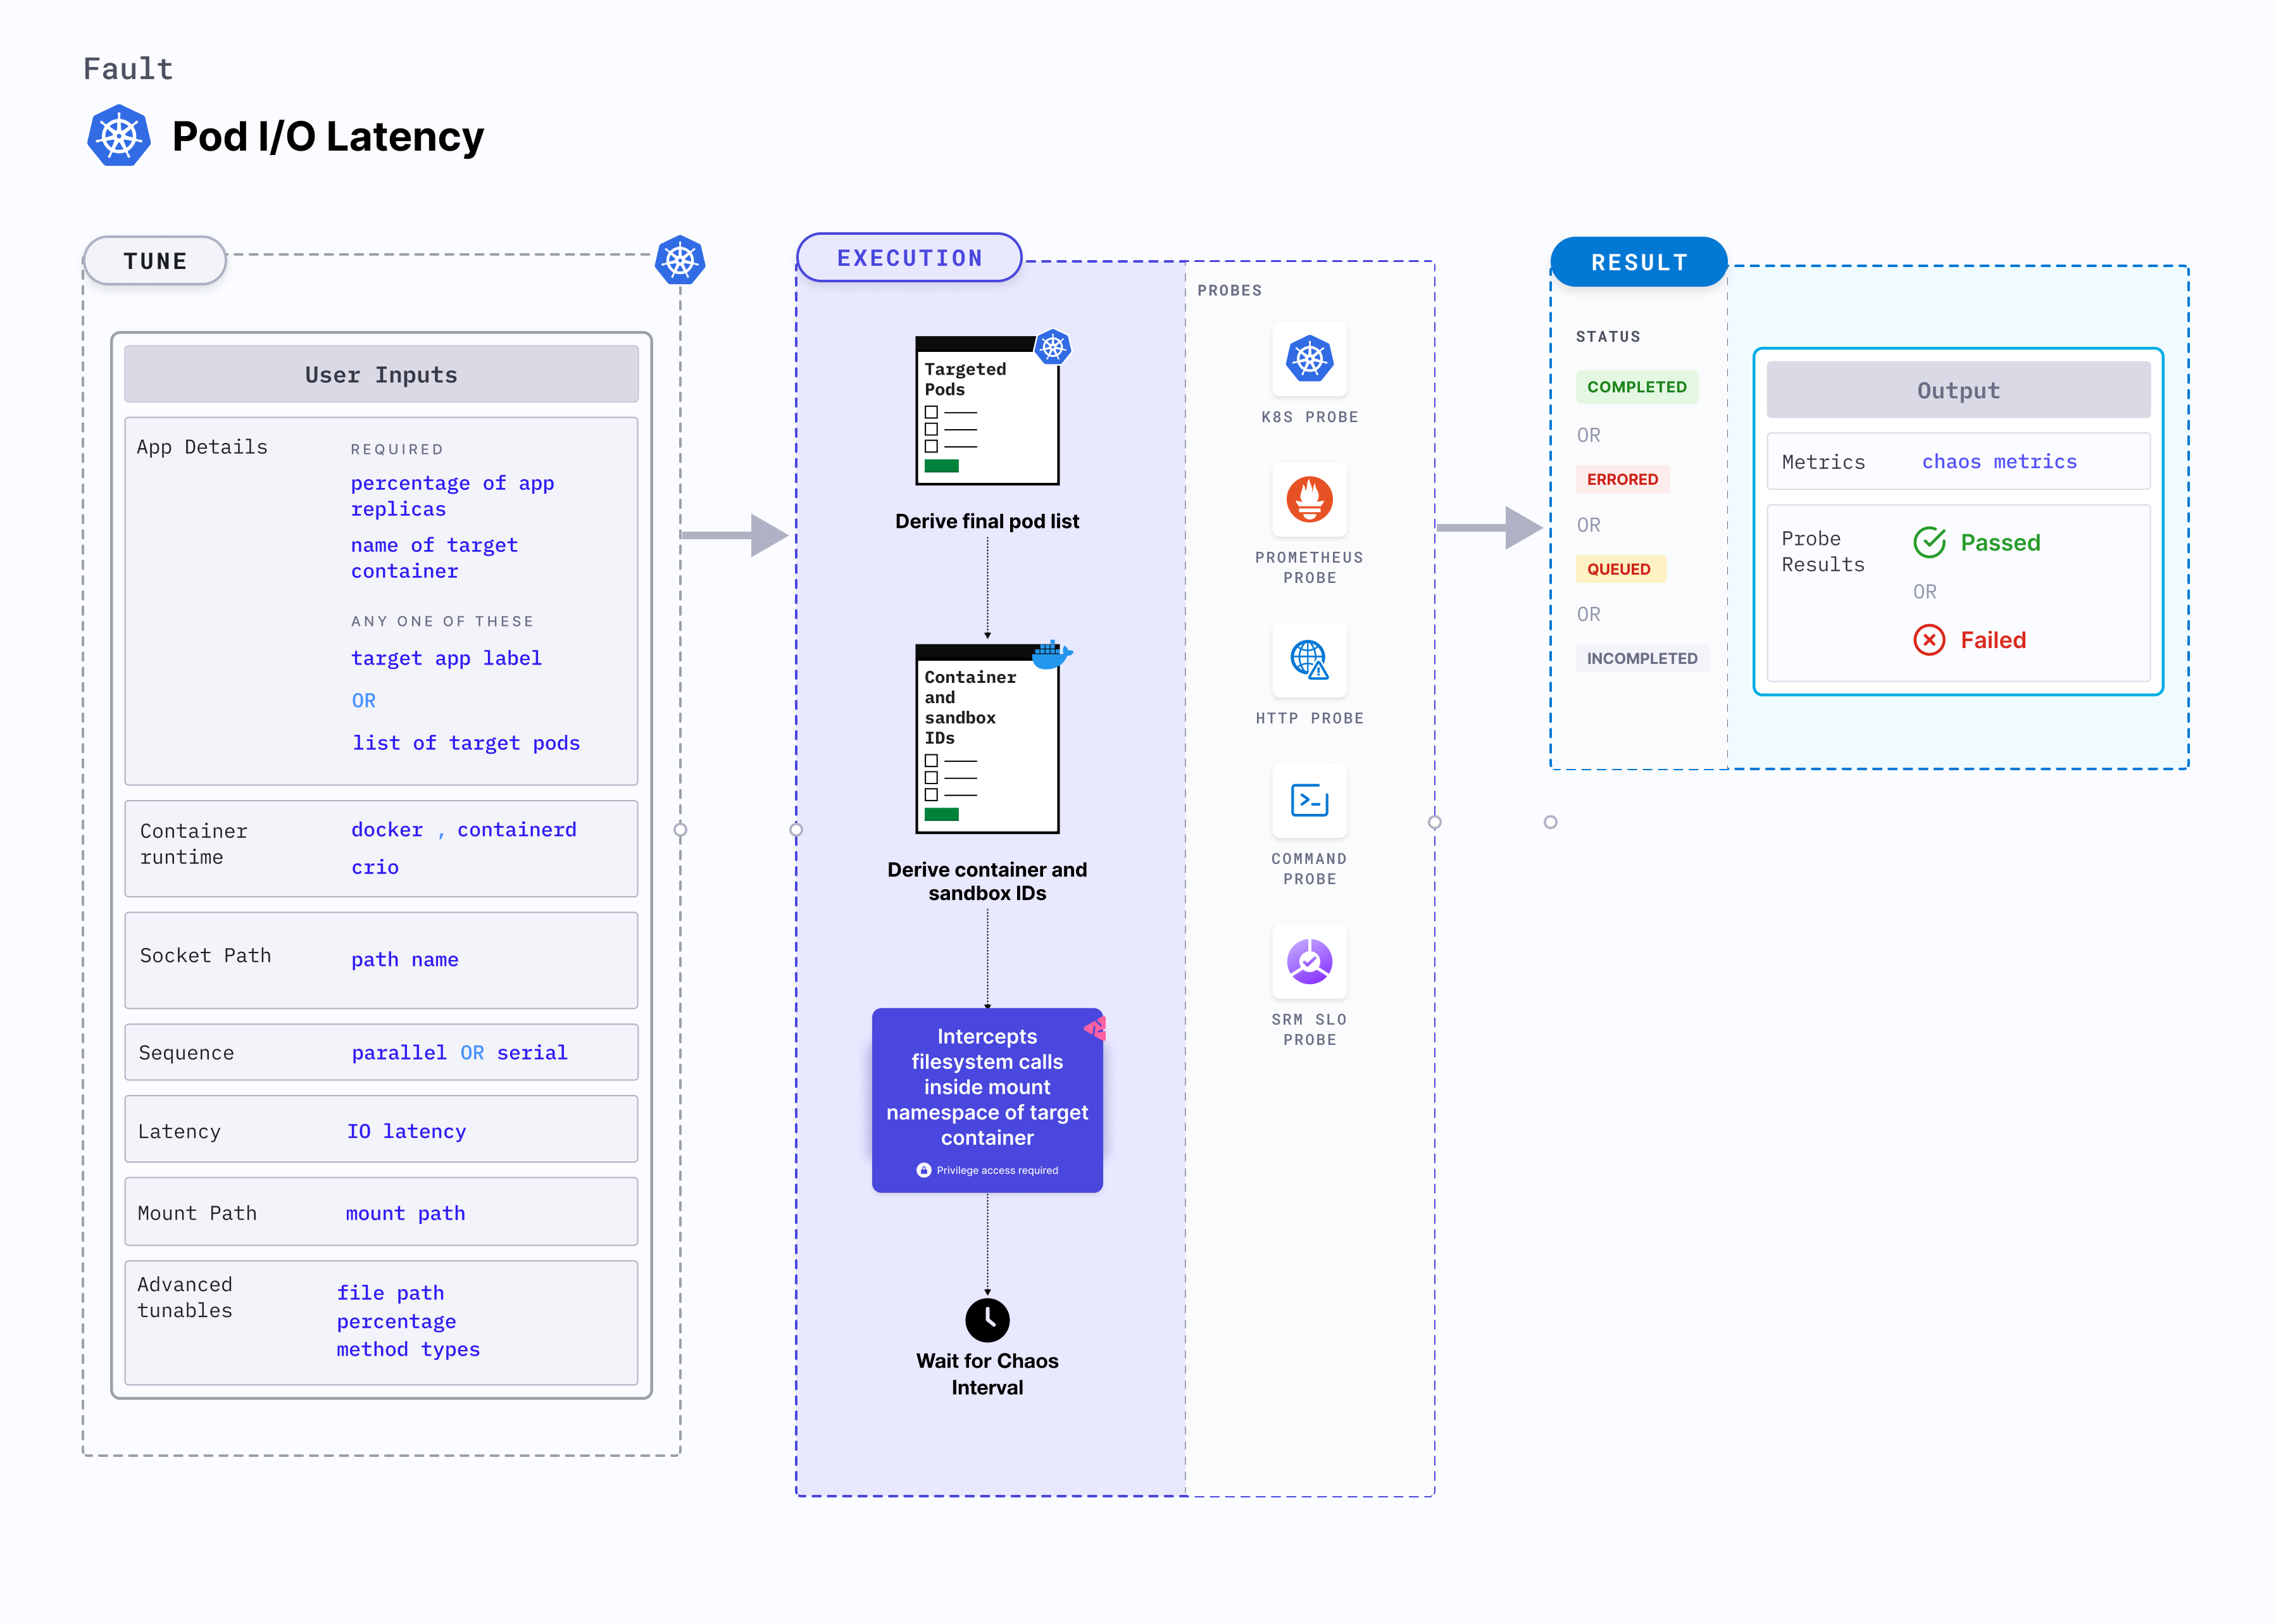 Fault
Pod I/O Latency
TUNE
User Inputs
App Details
REQUIRED
percentage of app
replicas
name of target
container
ANY ONE OF THESE
target app label
OR
list of target pods
Container
runtime
docker , containerd
crio
Socket Path
path name
Sequence
parallel OR serial
Latency
IO latency
Mount Path
mount path
Advanced
tunables
file path
percentage
method types
EXECUTION
Targeted
Pods
Derive final pod list
Container
and
sandbox
IDs
Derive container and
sandbox IDs
Intercepts
filesystem calls
inside mount
namespace of target
container
Privilege access required
Wait for Chaos
Interval
PROBES
K8S PROBE
PROMETHEUS
PROBE
HTTP PROBE
COMMAND
PROBE
SRM SLO
PROBE
RESULT
STATUS
COMPLETED
OR
ERRORED
OR
QUEUED
OR
INCOMPLETED
Output
Metrics
chaos metrics
Probe
Results
Passed
OR
Failed